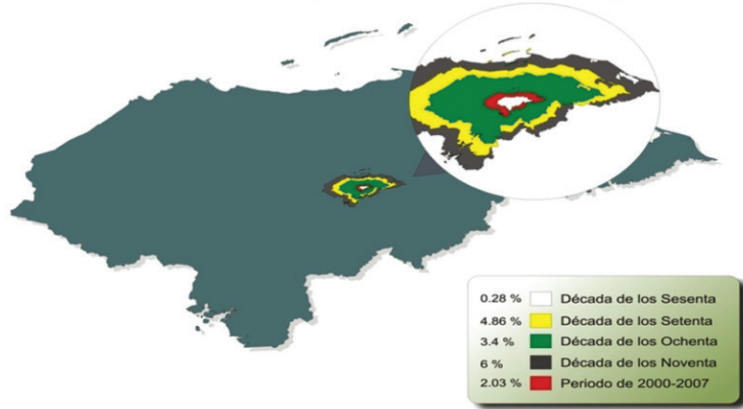 0.28 % Década de los Sesenta
4.86 % Década de los Setenta
3.4 % Década de los Ochenta
6 % Década de los Noventa
2.03 % Periodo de 2000-2007